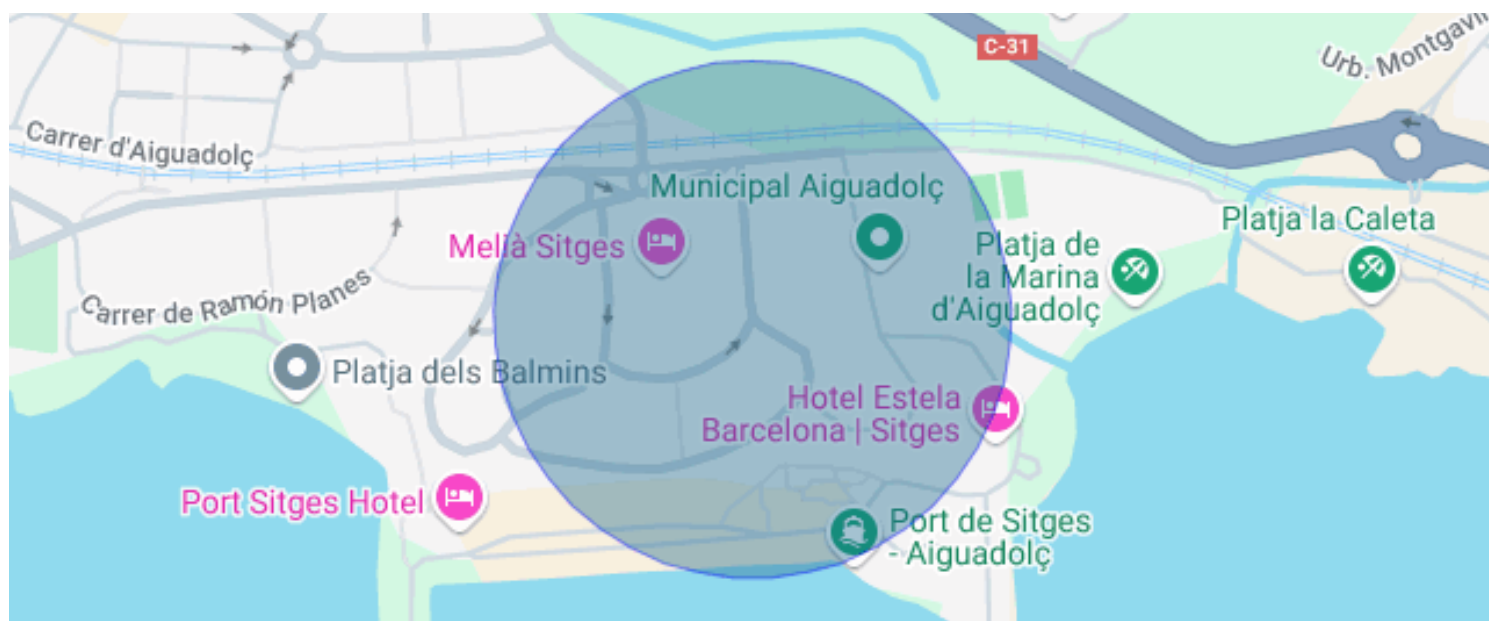 C-31
Urb. Montgavi
Carrer d'Aiguadolç
Municipal Aiguadolç
Platja la Caleta
Melià Sitges
Platja de
la Marina
d'Aiguadolç
Carrer de Ramón Planes
Platja dels Balmins
Hotel Estela
Barcelona | Sitges
Port Sitges Hotel
Port de Sitges
- Aiguadolç